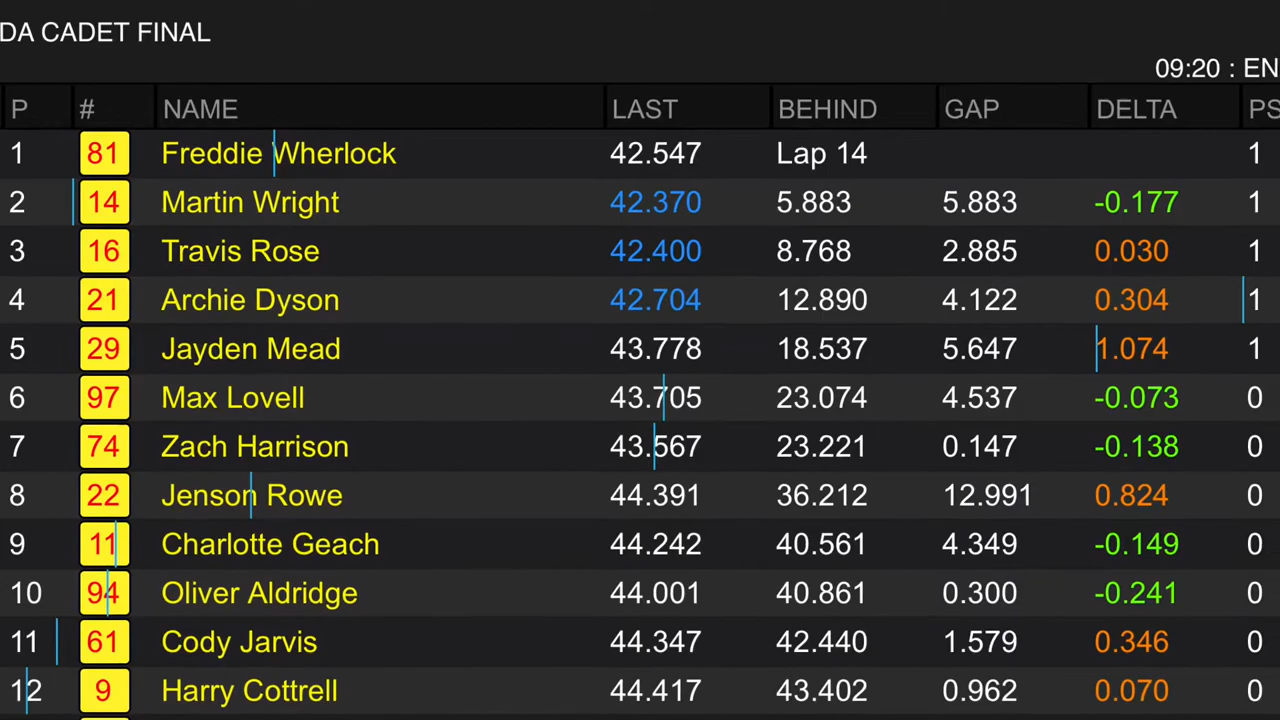 DA CADET FINAL
09:20 : EN
P # NAME LAST BEHIND GAP DELTA PS
1 81 Freddie Wherlock 42.547 Lap 14 1
2 14 Martin Wright 42.370 5.883 5.883 -0.177 1
3 16 Travis Rose 42.400 8.768 2.885 0.030 1
4 21 Archie Dyson 42.704 12.890 4.122 0.304 1
5 29 Jayden Mead 43.778 18.537 5.647 1.074 1
6 97 Max Lovell 43.705 23.074 4.537 -0.073 0
7 74 Zach Harrison 43.567 23.221 0.147 -0.138 0
8 22 Jenson Rowe 44.391 36.212 12.991 0.824 0
9 11 Charlotte Geach 44.242 40.561 4.349 -0.149 0
10 94 Oliver Aldridge 44.001 40.861 0.300 -0.241 0
11 61 Cody Jarvis 44.347 42.440 1.579 0.346 0
12 9 Harry Cottrell 44.417 43.402 0.962 0.070 0